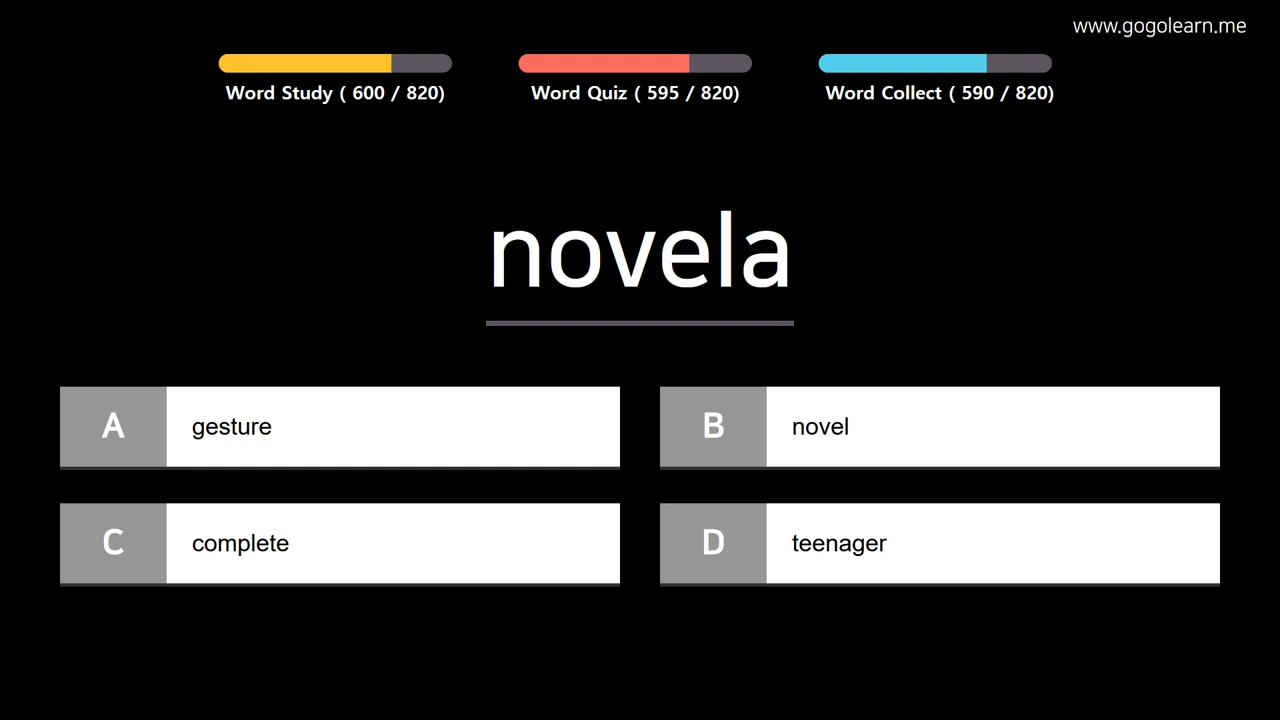 www.gogolearn.me
Word Study ( 600 / 820)
Word Quiz ( 595 / 820)
Word Collect ( 590 / 820)
novela
A gesture
B novel
C complete
D teenager